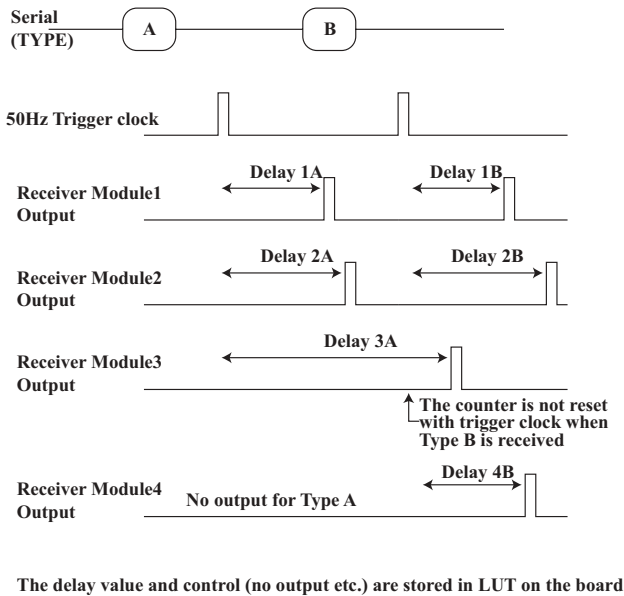 Serial
(TYPE)
A
B
50Hz Trigger clock
Receiver Module1
Output
Delay 1A
Delay 1B
Receiver Module2
Output
Delay 2A
Delay 2B
Receiver Module3
Output
Delay 3A
The counter is not reset
with trigger clock when
Type B is received
Receiver Module4
Output
No output for Type A
Delay 4B
The delay value and control (no output etc.) are stored in LUT on the board